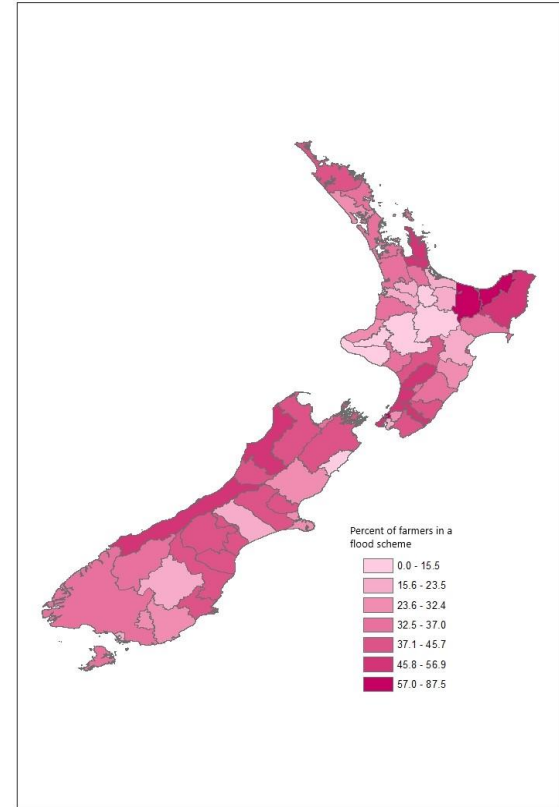 Percent of farmers in a
flood scheme
0.0 - 15.5
15.6 - 23.5
23.6 - 32.4
32.5 - 37.0
37.1 - 45.7
45.8 - 56.9
57.0 - 87.5